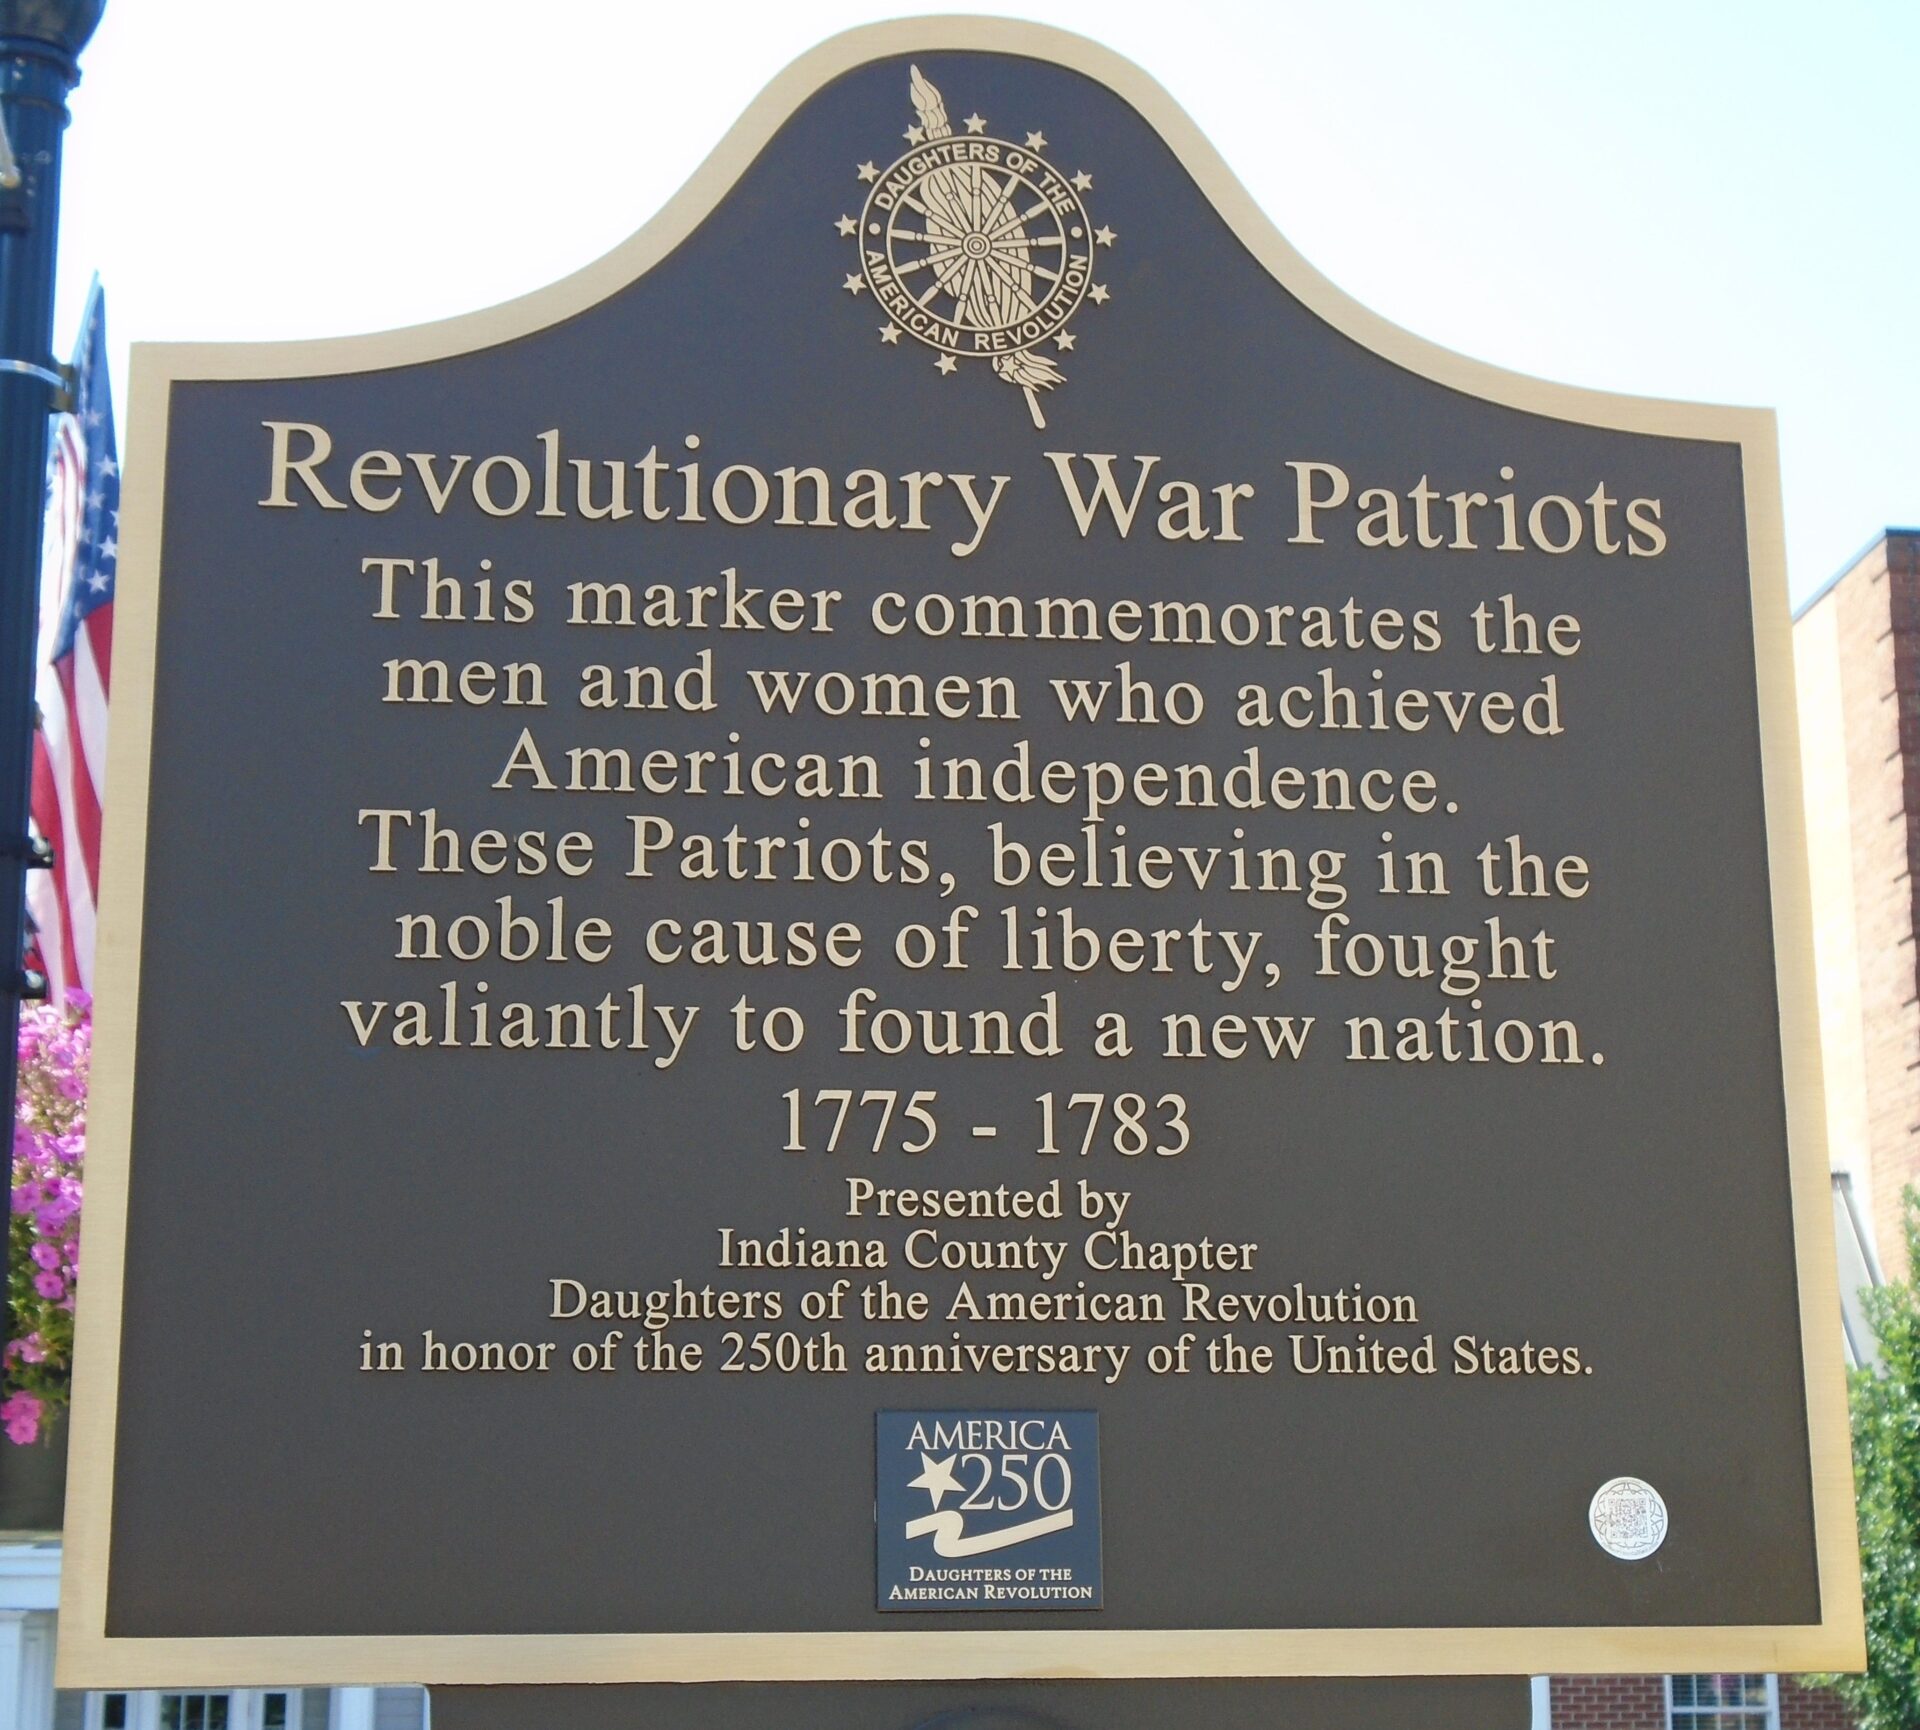 DAUGHTERS OF THE
AMERICAN REVOLUTION
Revolutionary War Patriots
This marker commemorates the
men and women who achieved
American independence.
These Patriots, believing in the
noble cause of liberty, fought
valiantly to found a new nation.
1775 - 1783
Presented by
Indiana County Chapter
Daughters of the American Revolution
in honor of the 250th anniversary of the United States.
AMERICA
250
DAUGHTERS OF THE
AMERICAN REVOLUTION